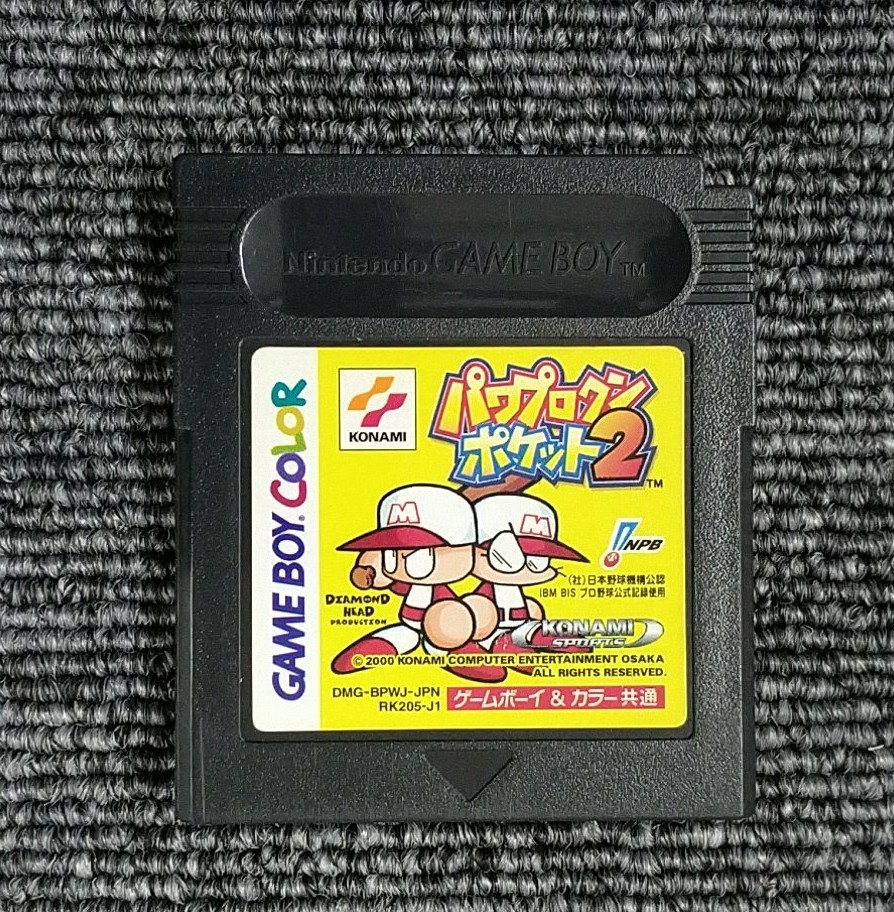 Nintendo GAME BOY™
GAME BOY COLOR
KONAMI
パワプロクン
ポケット2™
M
M
NPB
(社)日本野球機構公認
IBM BIS プロ野球公式記録使用
DIAMOND
HEAD
PRODUCTION
KONAMI
SPORTS
©2000 KONAMI COMPUTER ENTERTAINMENT OSAKA
ALL RIGHTS RESERVED.
DMG-BPWJ-JPN
RK205-J1
ゲームボーイ & カラー共通